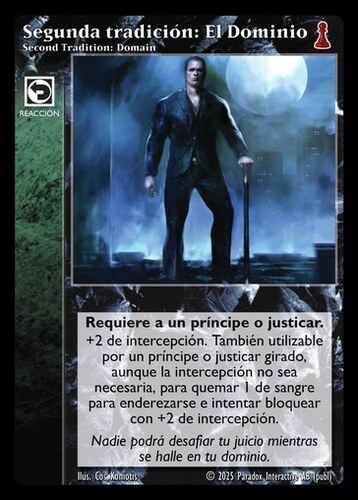 Segunda tradición: El Dominio
Second Tradition: Domain
REACCIÓN
Requiere a un príncipe o justicar.
+2 de intercepción. También utilizable
por un príncipe o justicar girado,
aunque la intercepción no sea
necesaria, para quemar 1 de sangre
para enderezarse e intentar bloquear
con +2 de intercepción.
Nadie podrá desafiar tu juicio mientras
se halle en tu dominio.
Ilus. Cos Koniotis © 2025 Paradox Interactive AB (publ)